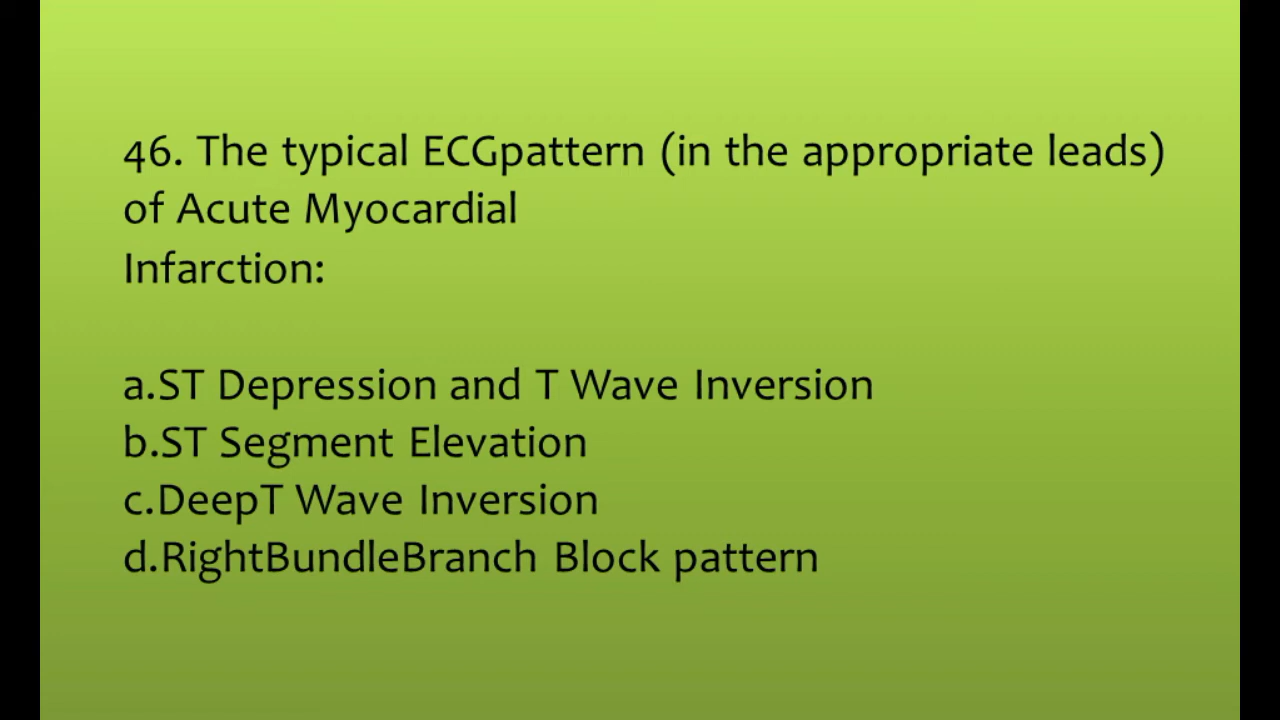 46. The typical ECGpattern (in the appropriate leads)
of Acute Myocardial
Infarction:
a.ST Depression and T Wave Inversion
b.ST Segment Elevation
c.DeepT Wave Inversion
d.RightBundleBranch Block pattern